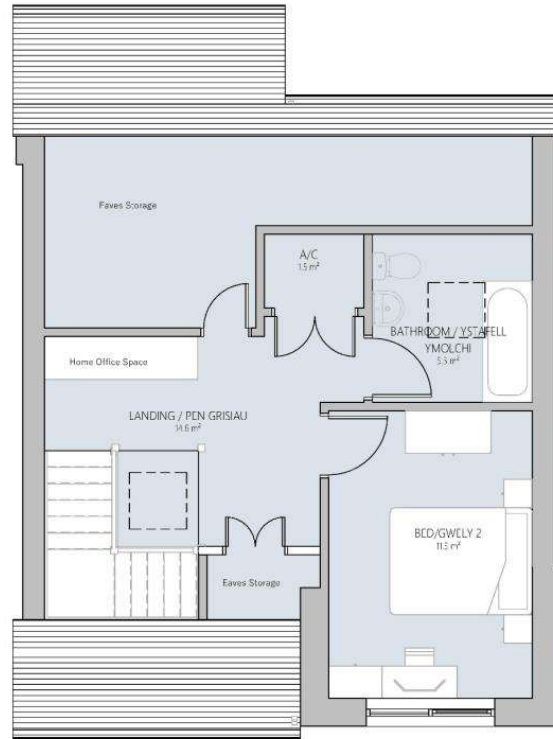 Eaves Storage
A/C
1.5 m²
BATHROOM / YSTAFELL
YMOLCHI
5.5 m²
Home Office Space
LANDING / PEN GRISIAU
14.6 m²
BED/GWELY 2
11.5 m²
Eaves Storage